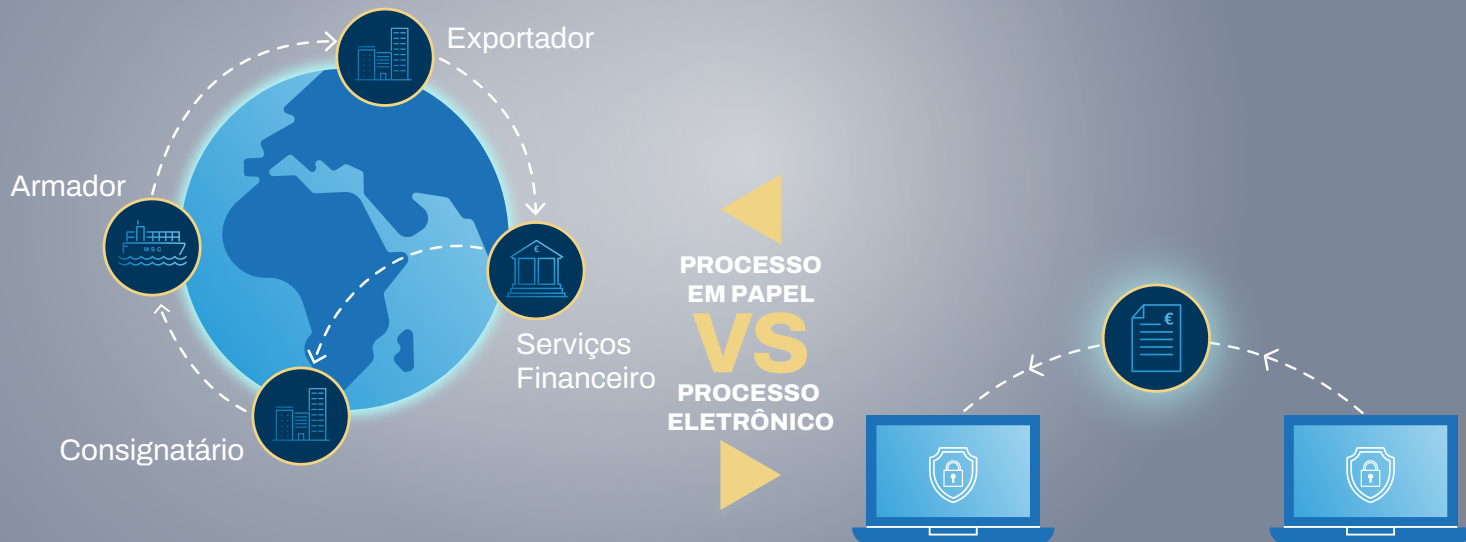 Exportador
Armador
MSC
€
Serviços
Financeiro
Consignatário
PROCESSO
EM PAPEL
VS
PROCESSO
ELETRÔNICO
€